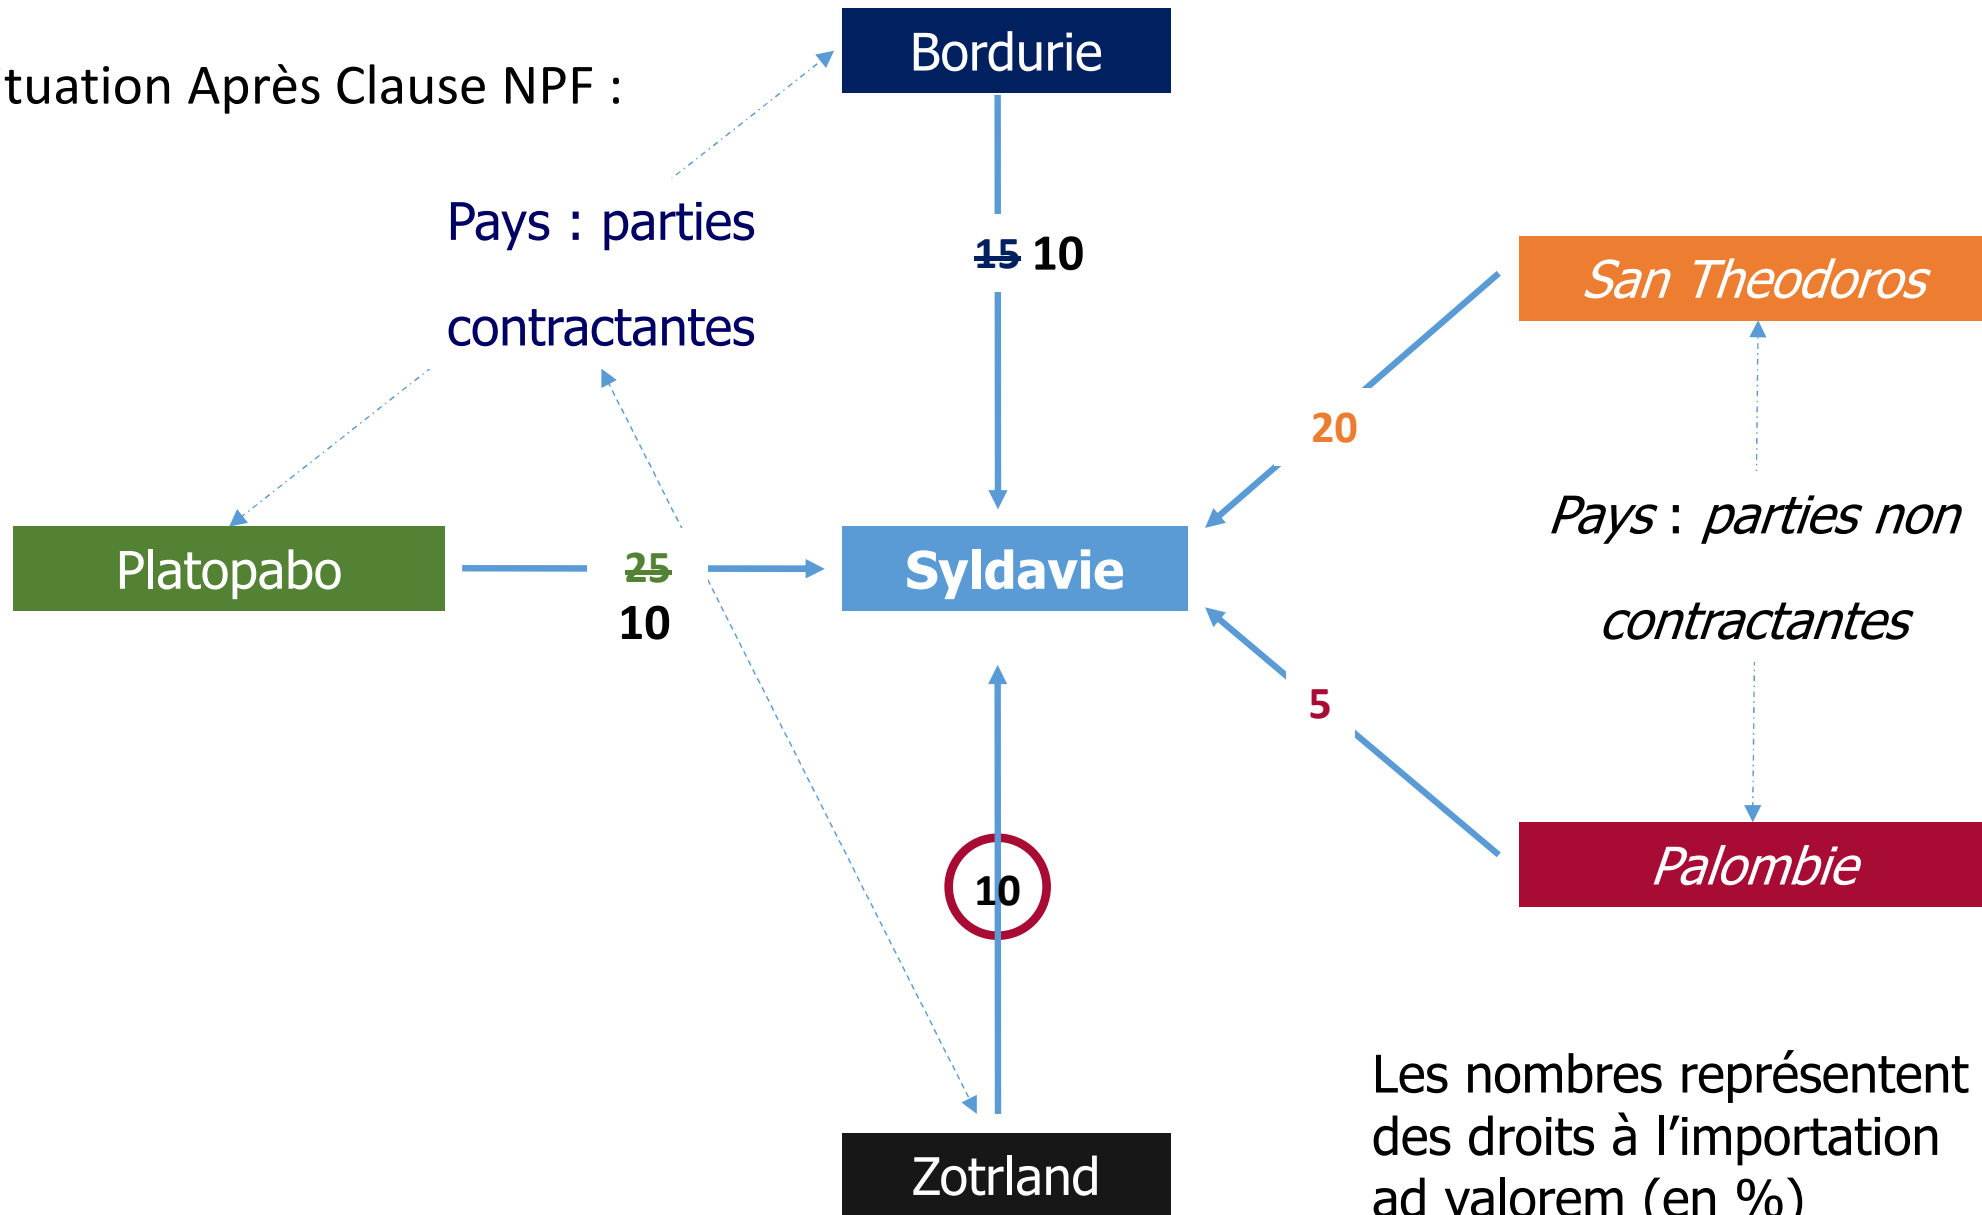 tuation Après Clause NPF :
Bordurie
Pays : parties
contractantes
15 10
San Theodoros
20
Pays : parties non
contractantes
Platopabo
25
10
Syldavie
5
10
Palombie
Zotrland
Les nombres représentent
des droits à l’importation
ad valorem (en %)